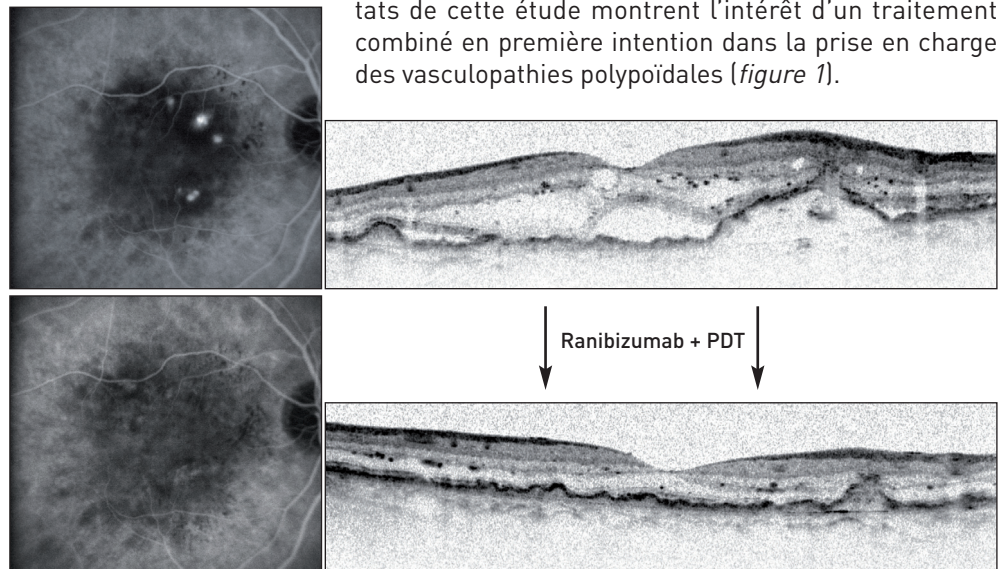 tats de cette étude montrent l'intérêt d'un traitement
combiné en première intention dans la prise en charge
des vasculopathies polypoïdales (figure 1).
Ranibizumab + PDT